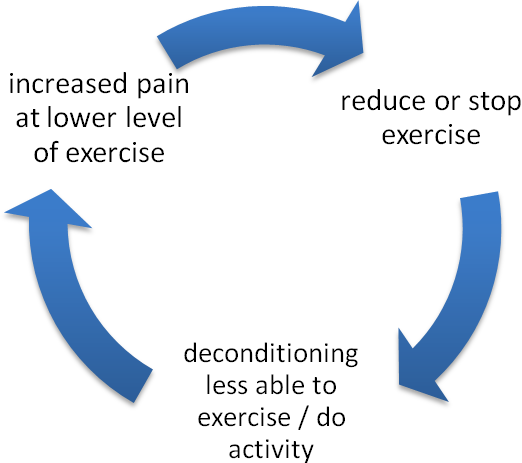 increased pain
at lower level
of exercise
reduce or stop
exercise
deconditioning
less able to
exercise / do
activity